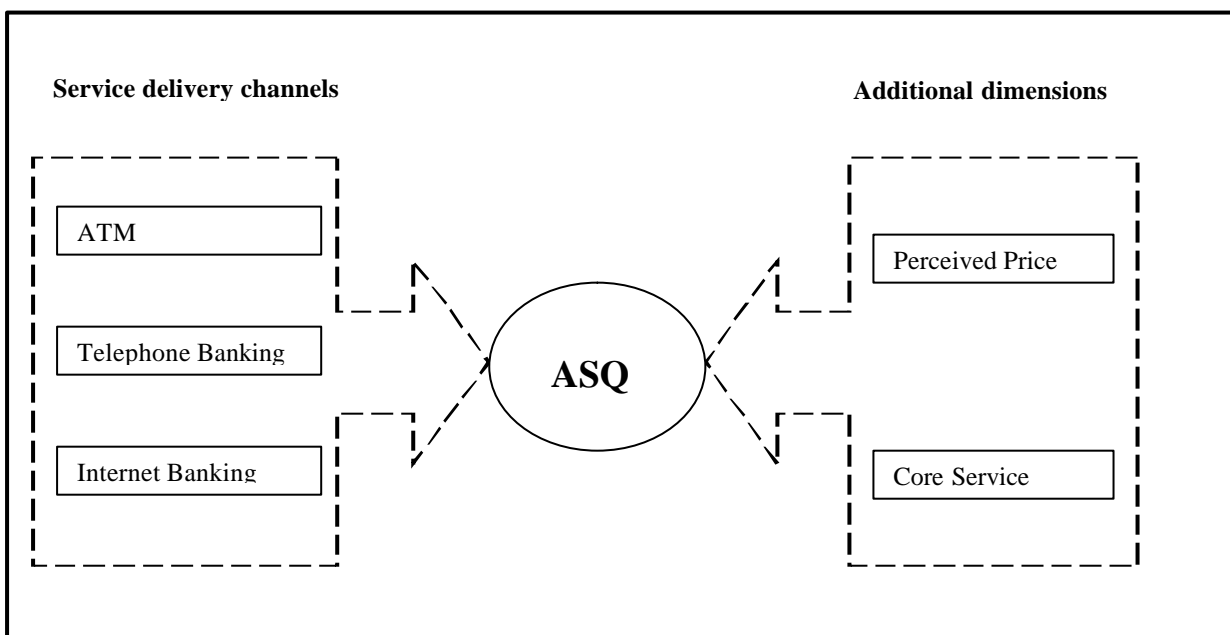 Service delivery channels
Additional dimensions
ATM
Perceived Price
Telephone Banking
ASQ
Internet Banking
Core Service